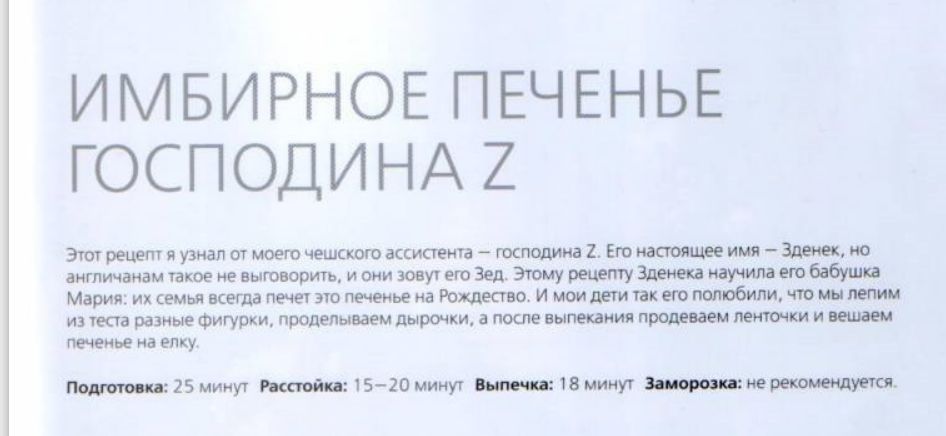 ИМБИРНОЕ ПЕЧЕНЬЕ
ГОСПОДИНА Z
Этот рецепт я узнал от моего чешского ассистента — господина Z. Его настоящее имя — Зденек, но
англичанам такое не выговорить, и они зовут его Зед. Этому рецепту Зденека научила его бабушка
Мария: их семья всегда печет это печенье на Рождество. И мои дети так его полюбили, что мы лепим
из теста разные фигурки, проделываем дырочки, а после выпекания продеваем ленточки и вешаем
печенье на елку.
Подготовка: 25 минут Расстойка: 15—20 минут Выпечка: 18 минут Заморозка: не рекомендуется.